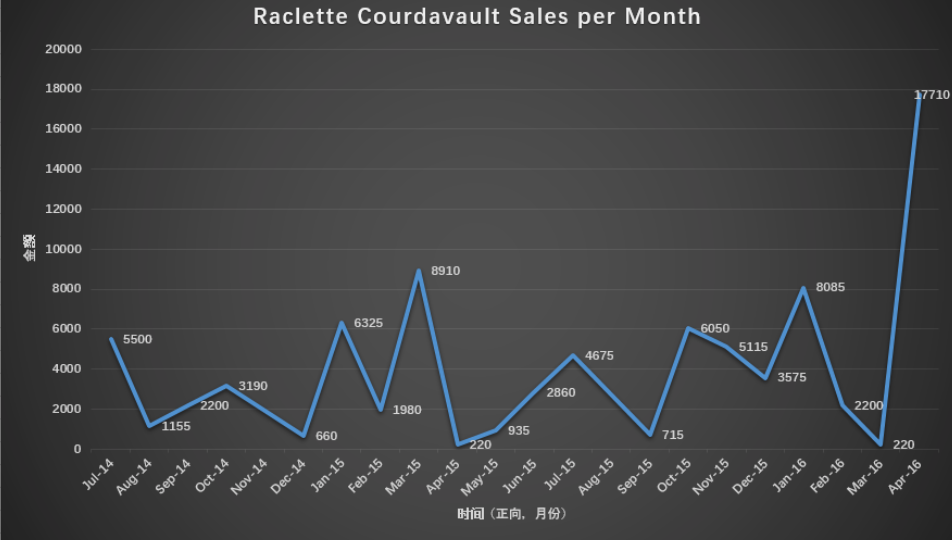 Raclette Courdavault Sales per Month
20000
18000
16000
14000
12000
10000
8000
6000
4000
2000
0
金额
5500
1155
2200
3190
660
6325
1980
8910
220
935
2860
4675
715
6050
5115
3575
8085
2200
220
17710
Jul-14
Aug-14
Sep-14
Oct-14
Nov-14
Dec-14
Jan-15
Feb-15
Mar-15
Apr-15
May-15
Jun-15
Jul-15
Aug-15
Sep-15
Oct-15
Nov-15
Dec-15
Jan-16
Feb-16
Mar-16
Apr-16
时间（正向，月份）